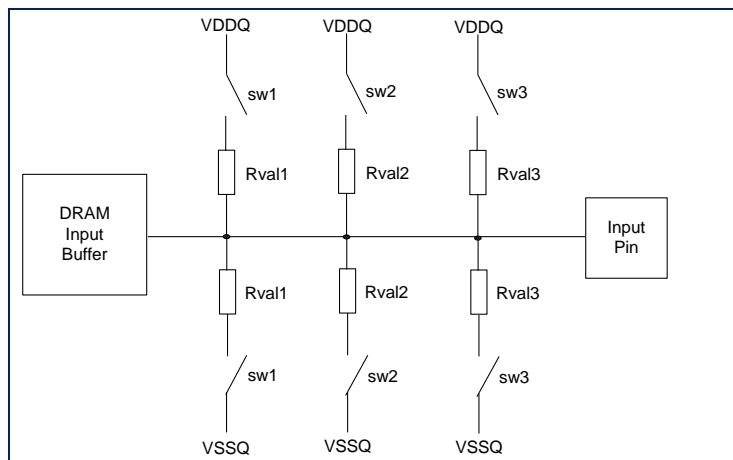 VDDQ VDDQ VDDQ
sw1 sw2 sw3
Rval1 Rval2 Rval3
DRAM
Input
Buffer
Input
Pin
Rval1 Rval2 Rval3
sw1 sw2 sw3
VSSQ VSSQ VSSQ